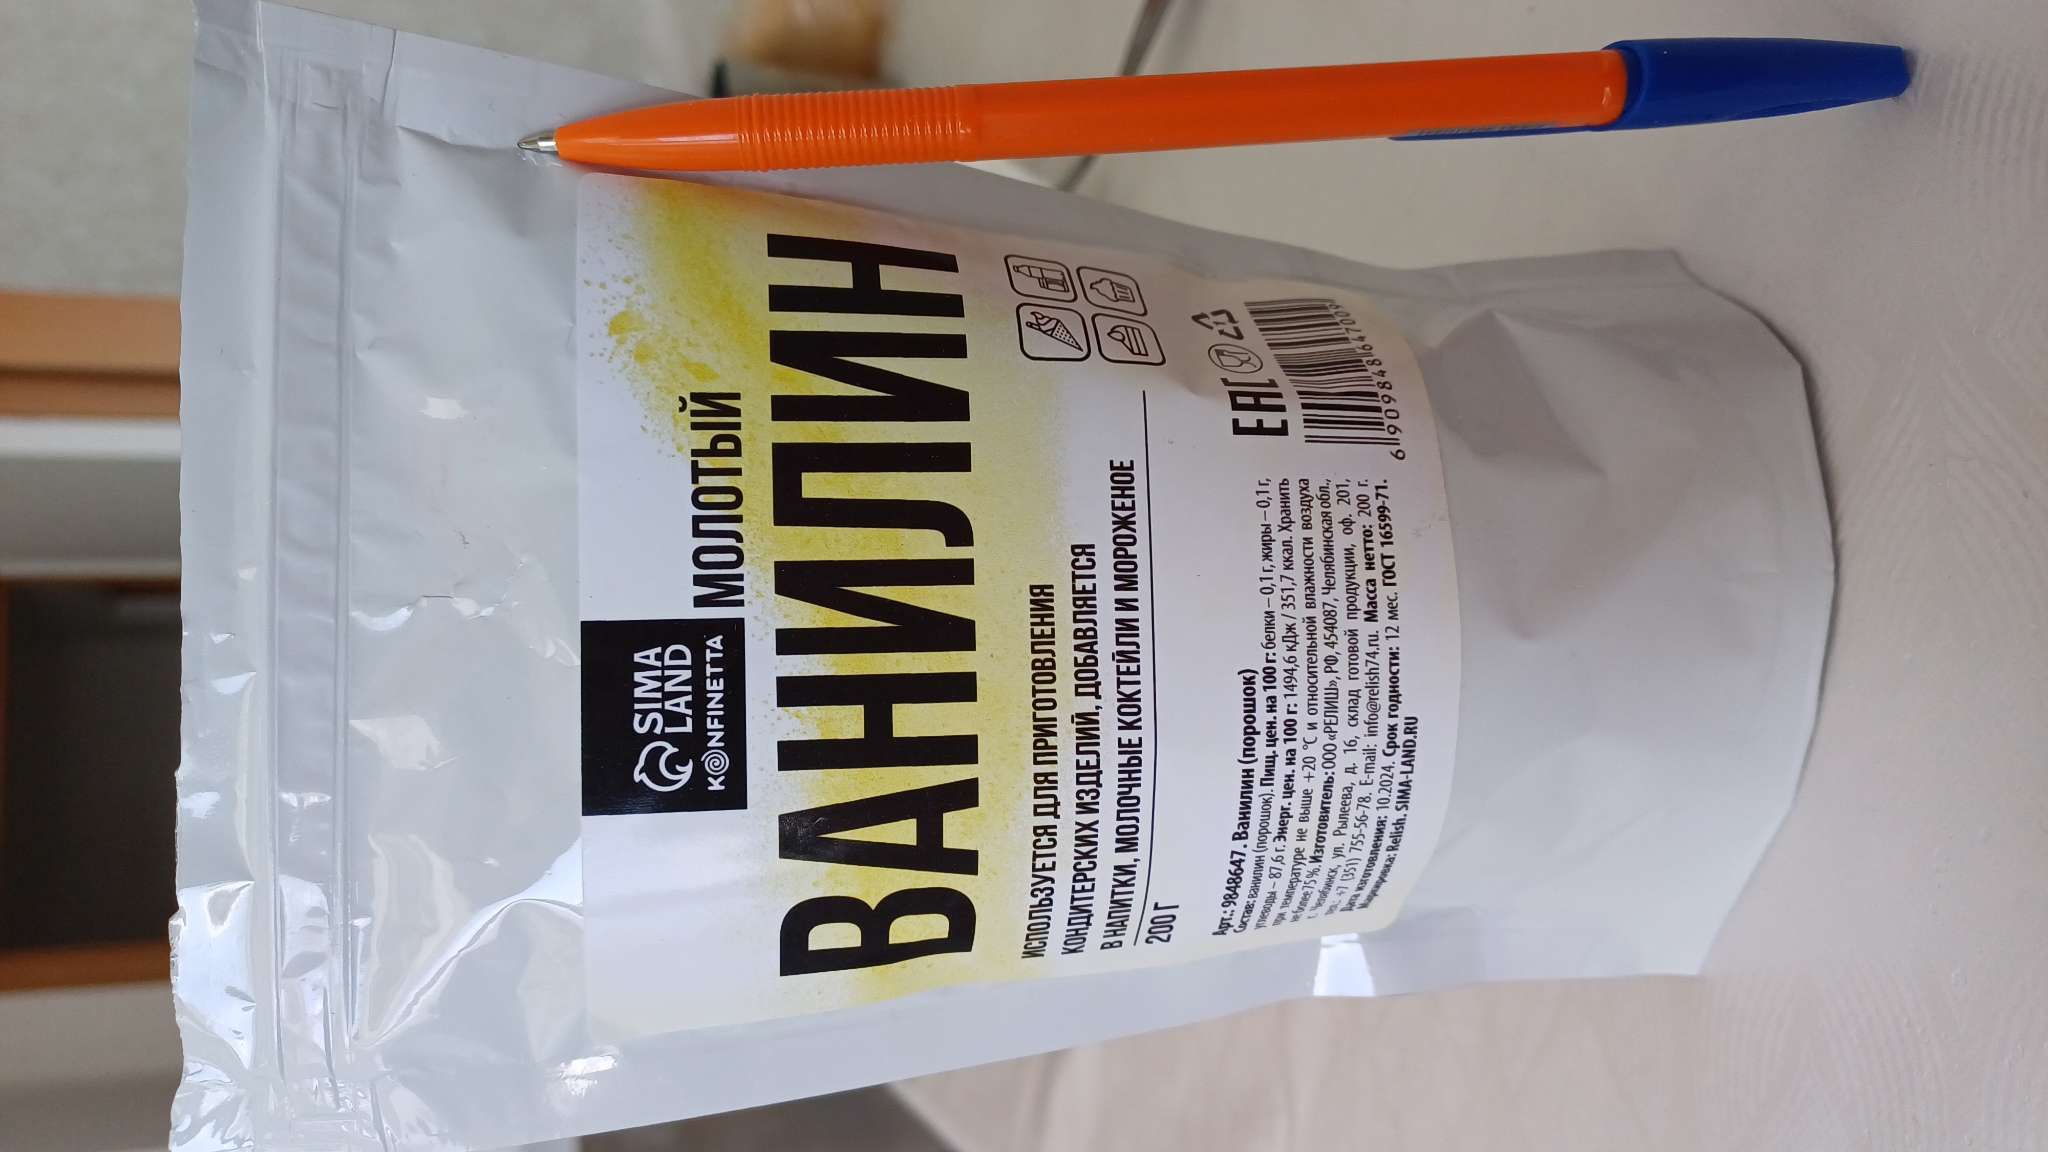 SIMA
LAND
KONFINETTA
МОЛОТЫЙ
ВАНИЛИН
ИСПОЛЬЗУЕТСЯ ДЛЯ ПРИГОТОВЛЕНИЯ
КОНДИТЕРСКИХ ИЗДЕЛИЙ, ДОБАВЛЯЕТСЯ
В НАПИТКИ, МОЛОЧНЫЕ КОКТЕЙЛИ И МОРОЖЕНОЕ
200 Г
Арт.: 9848647. Ванилин (порошок)
Состав: ванилин (порошок). Пищ. цен. на 100 г: белки – 0,1 г, жиры – 0,1 г,
углеводы – 87,6 г. Энерг. цен. на 100 г: 1494,6 кДж / 351,7 ккал. Хранить
при температуре не выше +20 °С и относительной влажности воздуха
не более 75 %. Изготовитель: ООО «РЕЛИШ», РФ, 454087, Челябинская обл.,
г. Челябинск, ул. Рылеева, д. 16, склад готовой продукции, оф. 201,
тел.: +7 (351) 755-56-78. E-mail: info@relish74.ru. Масса нетто: 200 г.
Дата изготовления: 10.2024. Срок годности: 12 мес. ГОСТ 16599-71.
Маркировка: Relish. SIMA-LAND.RU
EAC
6 909848 647009